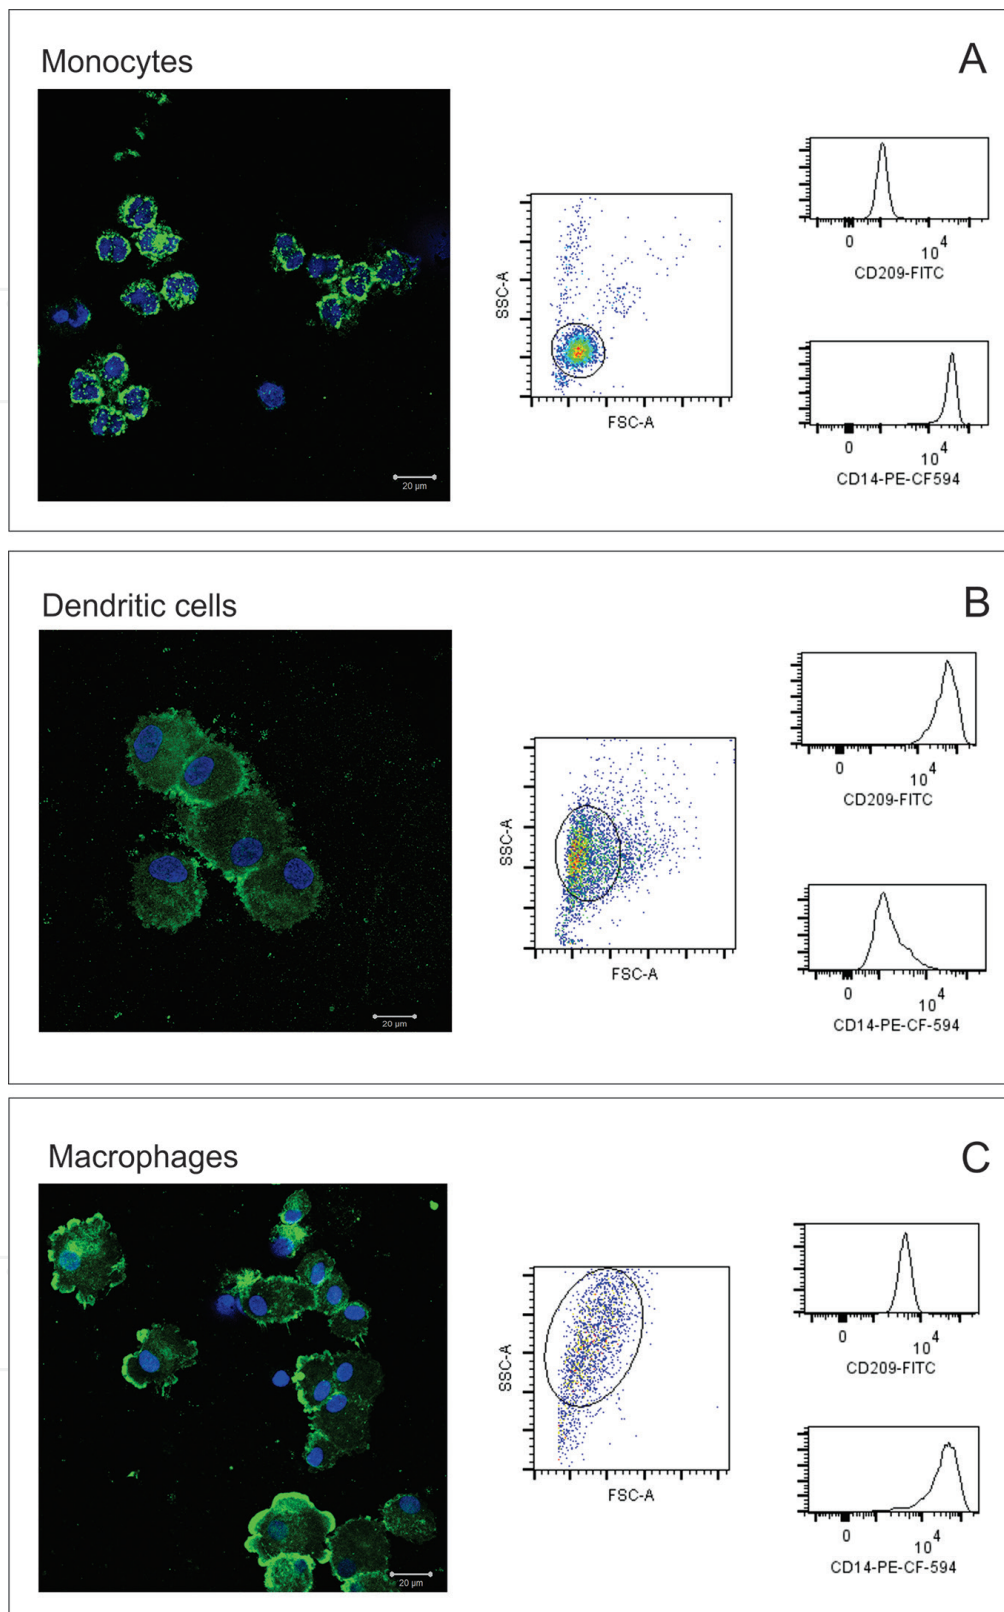 Monocytes
A
20 µm
SSC-A
FSC-A
0
10⁴
CD209-FITC
0
10⁴
CD14-PE-CF594
Dendritic cells
B
20 µm
SSC-A
FSC-A
0
10⁴
CD209-FITC
0
10⁴
CD14-PE-CF-594
Macrophages
C
20 µm
SSC-A
FSC-A
0
10⁴
CD209-FITC
0
10⁴
CD14-PE-CF-594